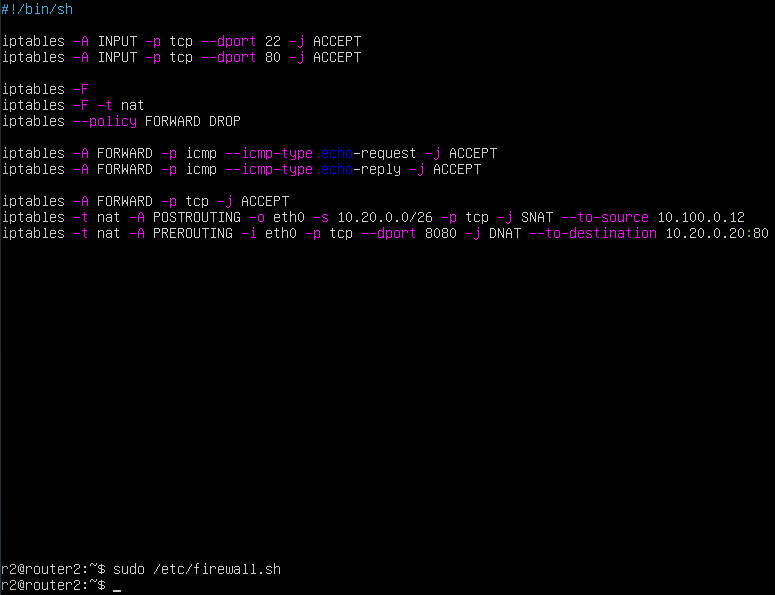 #!/bin/sh
iptables -A INPUT -p tcp --dport 22 -j ACCEPT
iptables -A INPUT -p tcp --dport 80 -j ACCEPT
iptables -F
iptables -F -t nat
iptables --policy FORWARD DROP
iptables -A FORWARD -p icmp --icmp-type echo-request -j ACCEPT
iptables -A FORWARD -p icmp --icmp-type echo-reply -j ACCEPT
iptables -A FORWARD -p tcp -j ACCEPT
iptables -t nat -A POSTROUTING -o eth0 -s 10.20.0.0/26 -p tcp -j SNAT --to-source 10.100.0.12
iptables -t nat -A PREROUTING -i eth0 -p tcp --dport 8080 -j DNAT --to-destination 10.20.0.20:80
r2@router2:~$ sudo /etc/firewall.sh
r2@router2:~$ _